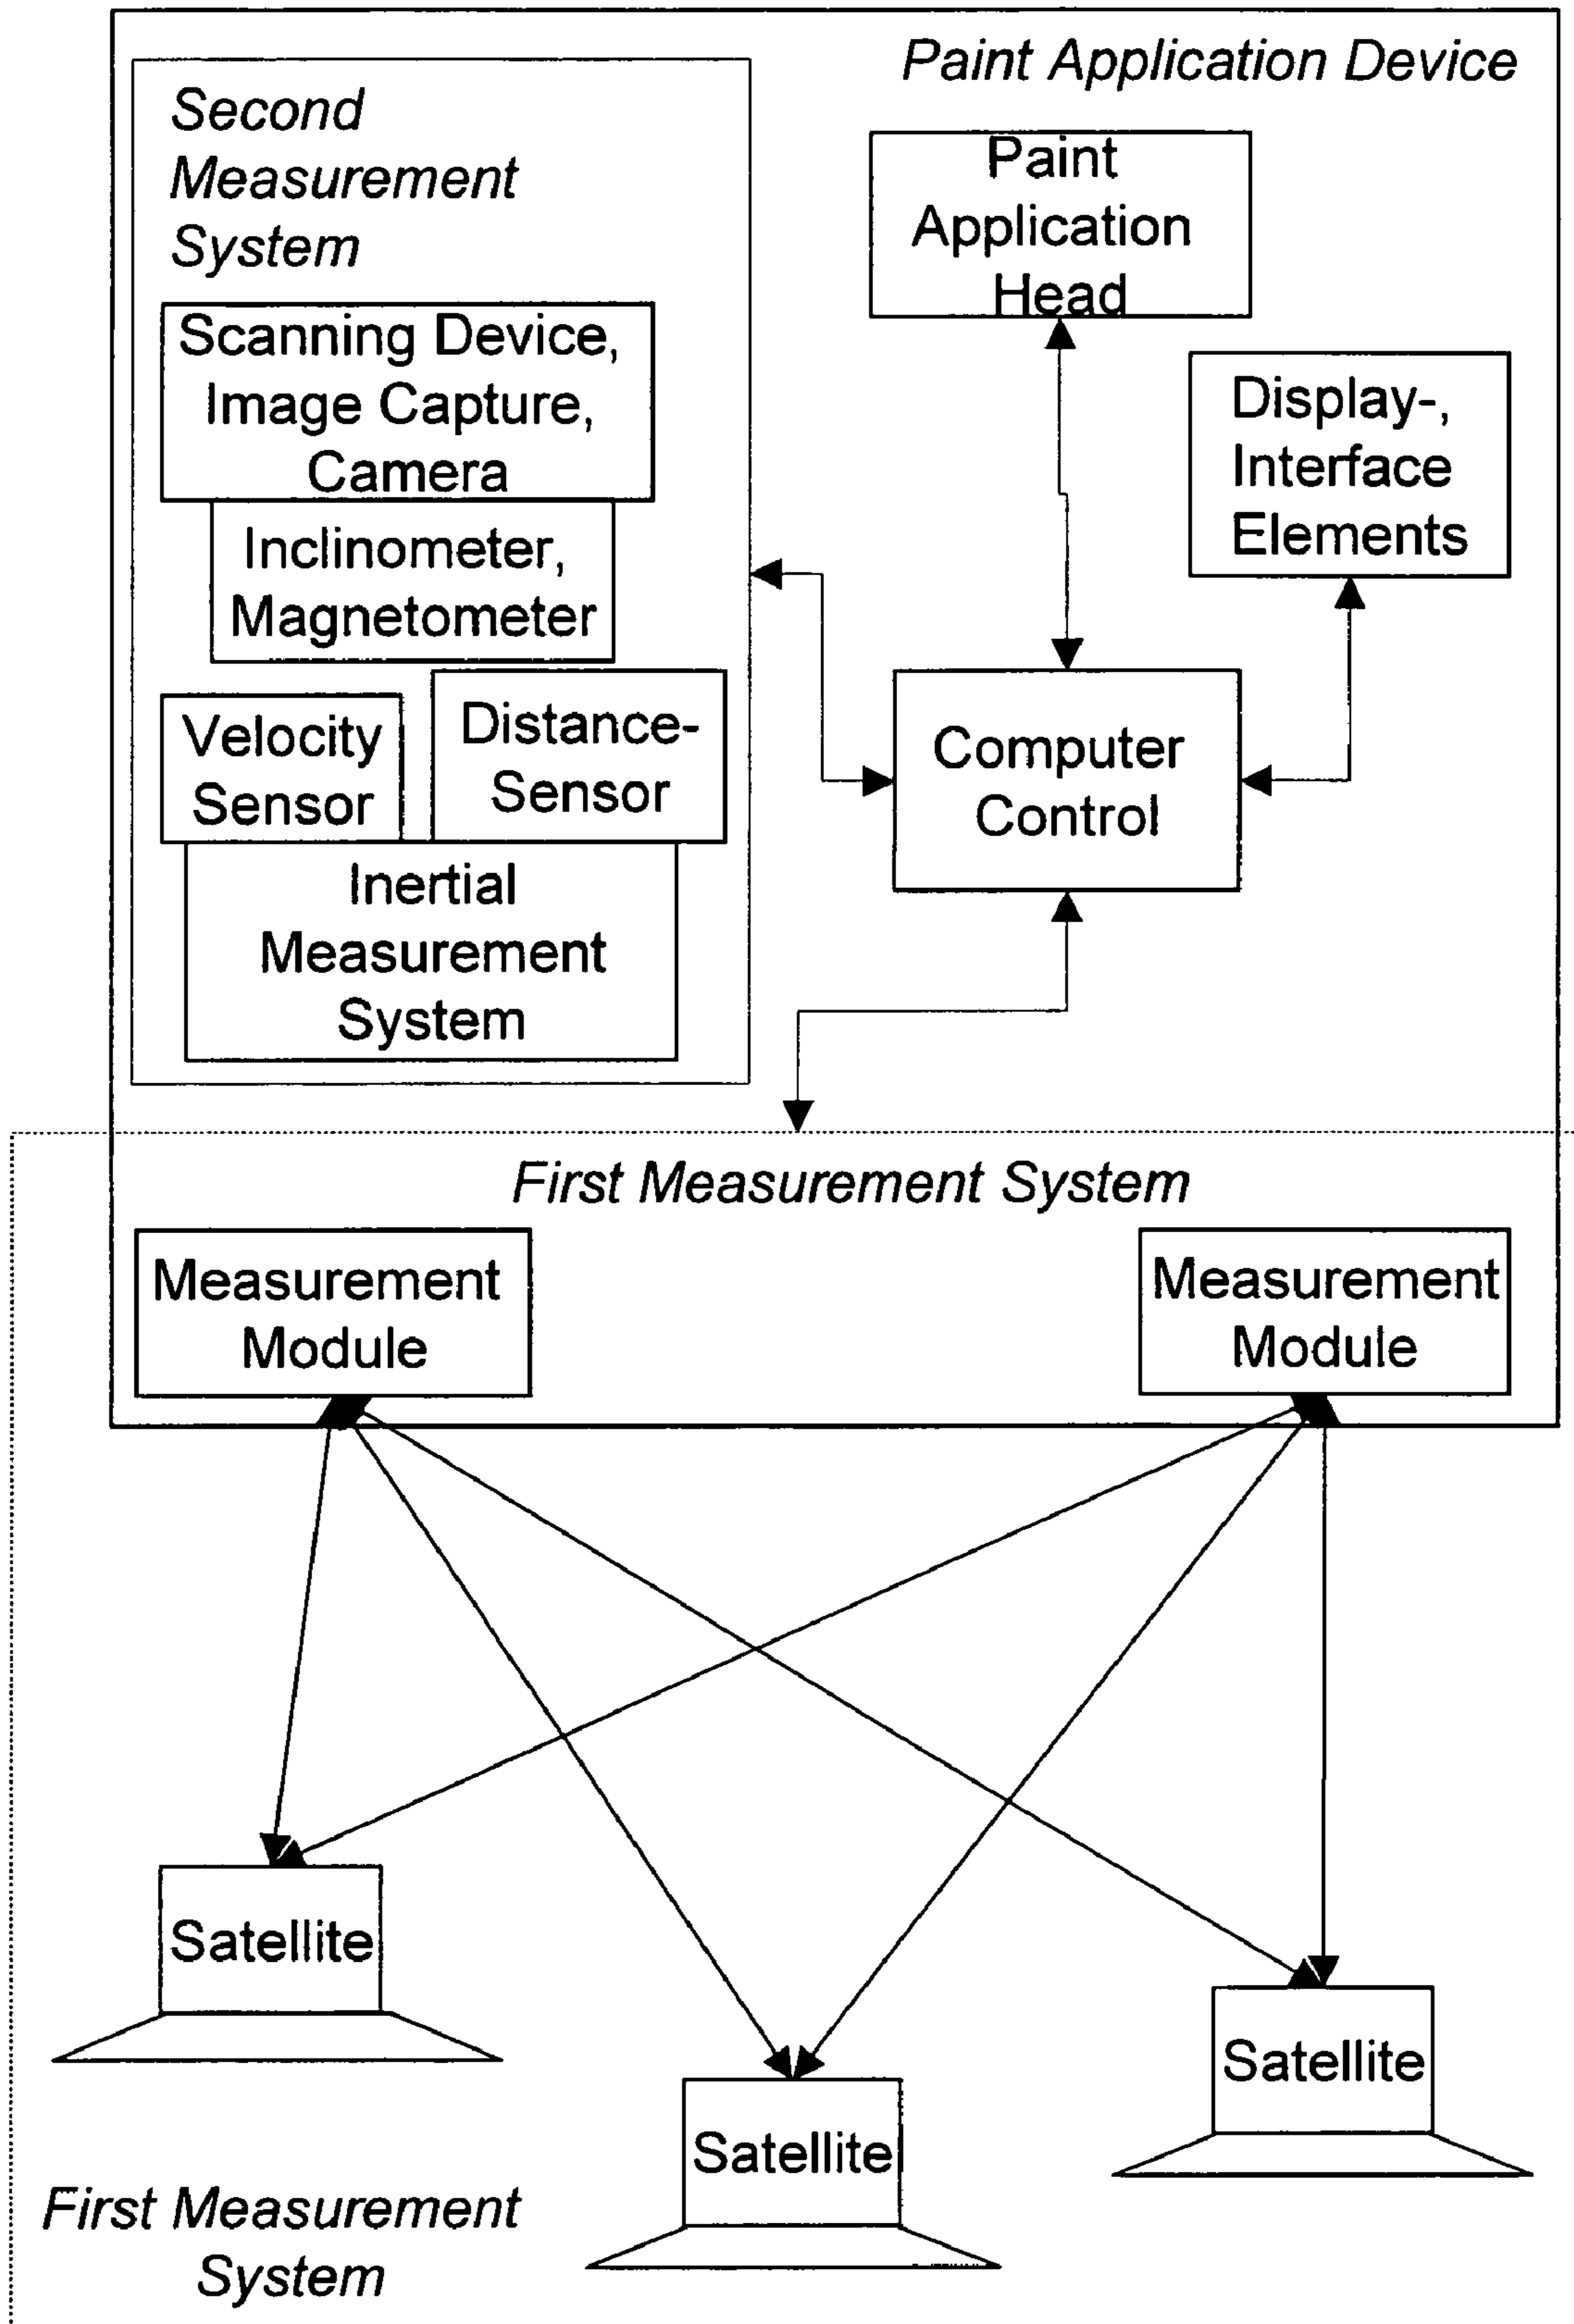 Paint Application Device
Second
Measurement
System
Paint
Application
Head
Scanning Device,
Image Capture,
Camera
Display-,
Interface
Elements
Inclinometer,
Magnetometer
Velocity
Sensor
Distance-
Sensor
Computer
Control
Inertial
Measurement
System
First Measurement System
Measurement
Module
Measurement
Module
Satellite
Satellite
Satellite
First Measurement
System